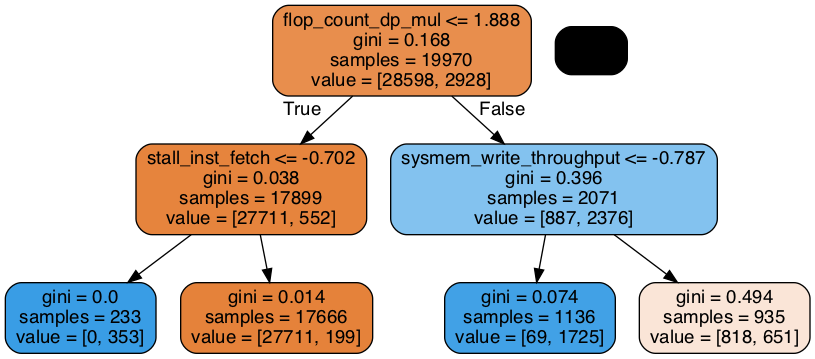 flop_count_dp_mul <= 1.888
gini = 0.168
samples = 19970
value = [28598, 2928]
True
False
stall_inst_fetch <= -0.702
gini = 0.038
samples = 17899
value = [27711, 552]
sysmem_write_throughput <= -0.787
gini = 0.396
samples = 2071
value = [887, 2376]
gini = 0.0
samples = 233
value = [0, 353]
gini = 0.014
samples = 17666
value = [27711, 199]
gini = 0.074
samples = 1136
value = [69, 1725]
gini = 0.494
samples = 935
value = [818, 651]